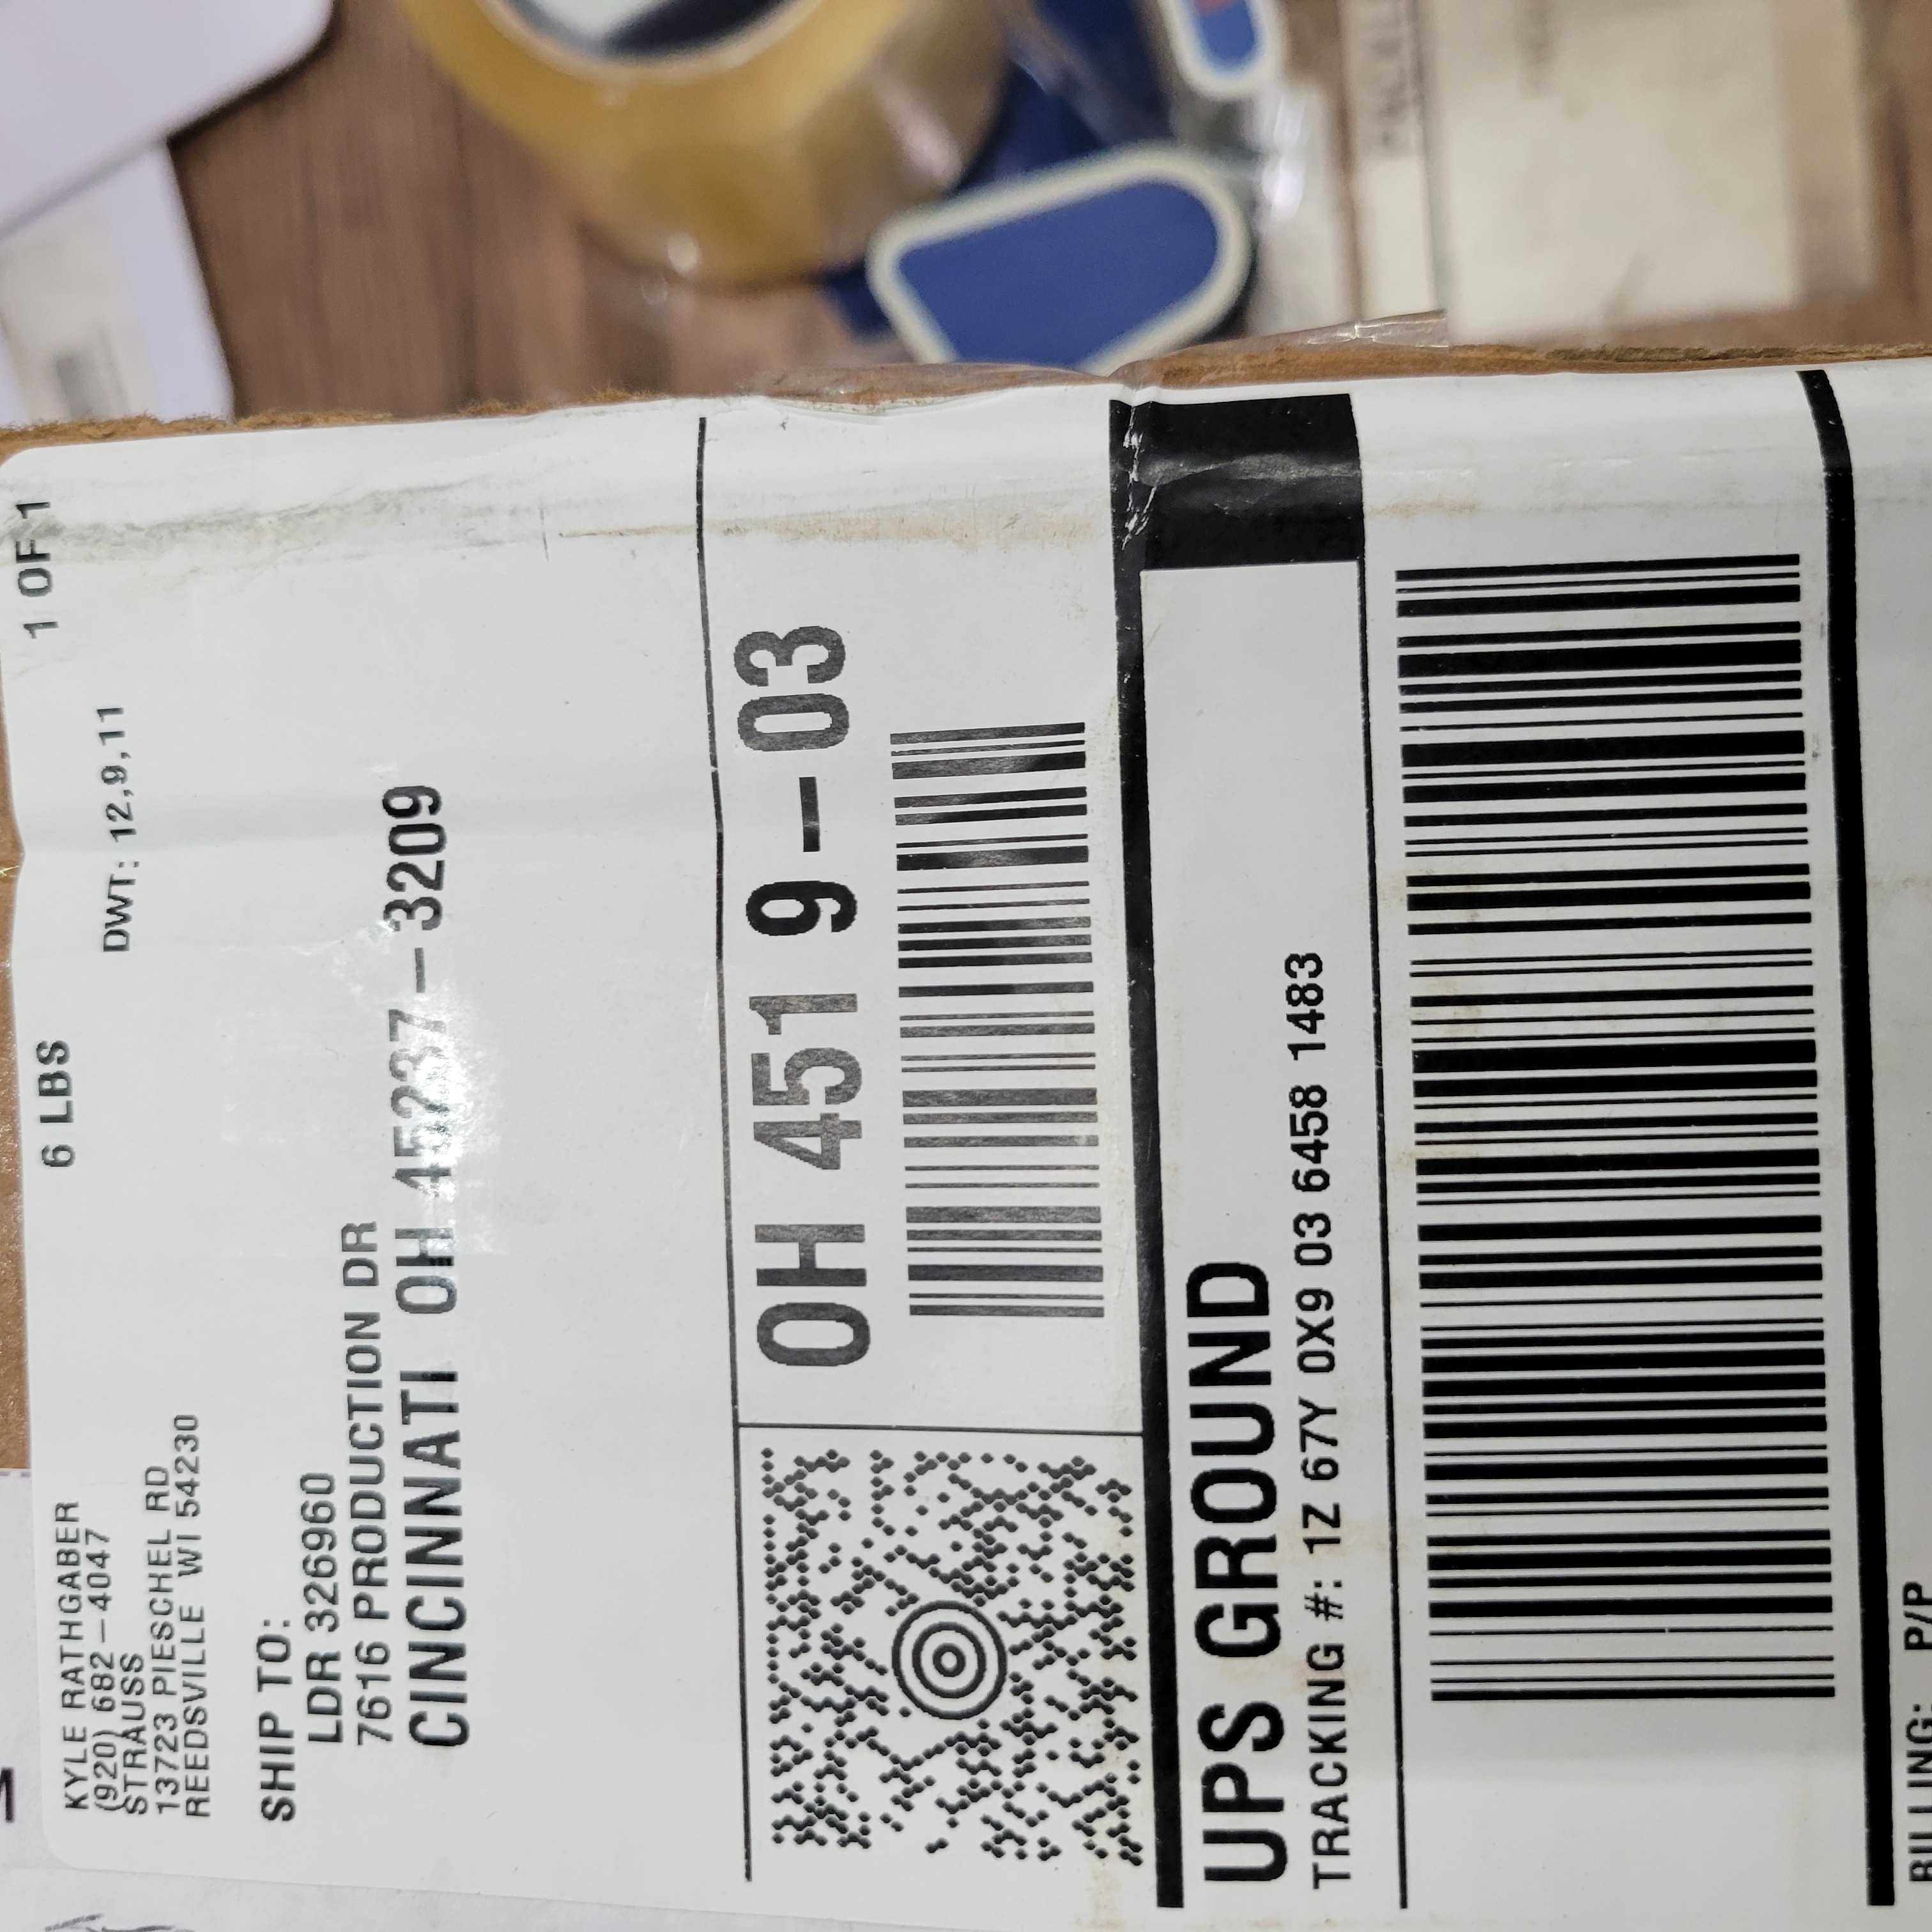 KYLE RATHGABER
(920) 682-4047
STRAUSS
13723 PIESCHEL RD
REEDSVILLE WI 54230
6 LBS
1 OF 1
DWT: 12,9,11
SHIP TO:
LDR 326960
7616 PRODUCTION DR
CINCINNATI OH 45237-3209
OH 451 9-03
UPS GROUND
TRACKING #: 1Z 67Y 0X9 03 6458 1483
BILLING: P/P